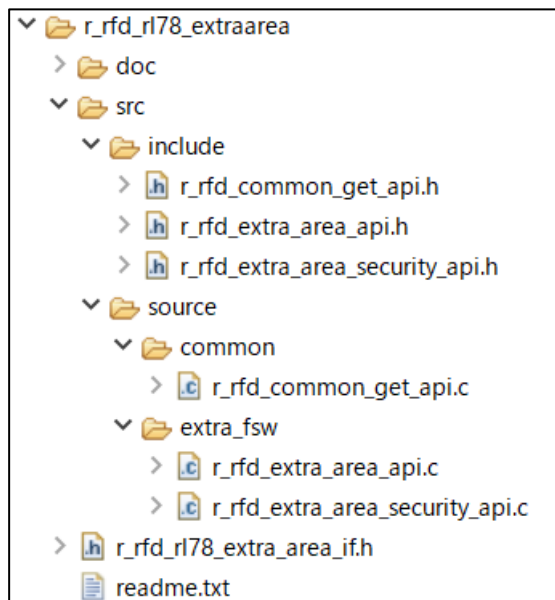 r_rfd_rl78_extraarea
doc
src
include
r_rfd_common_get_api.h
r_rfd_extra_area_api.h
r_rfd_extra_area_security_api.h
source
common
r_rfd_common_get_api.c
extra_fsw
r_rfd_extra_area_api.c
r_rfd_extra_area_security_api.c
r_rfd_rl78_extra_area_if.h
readme.txt